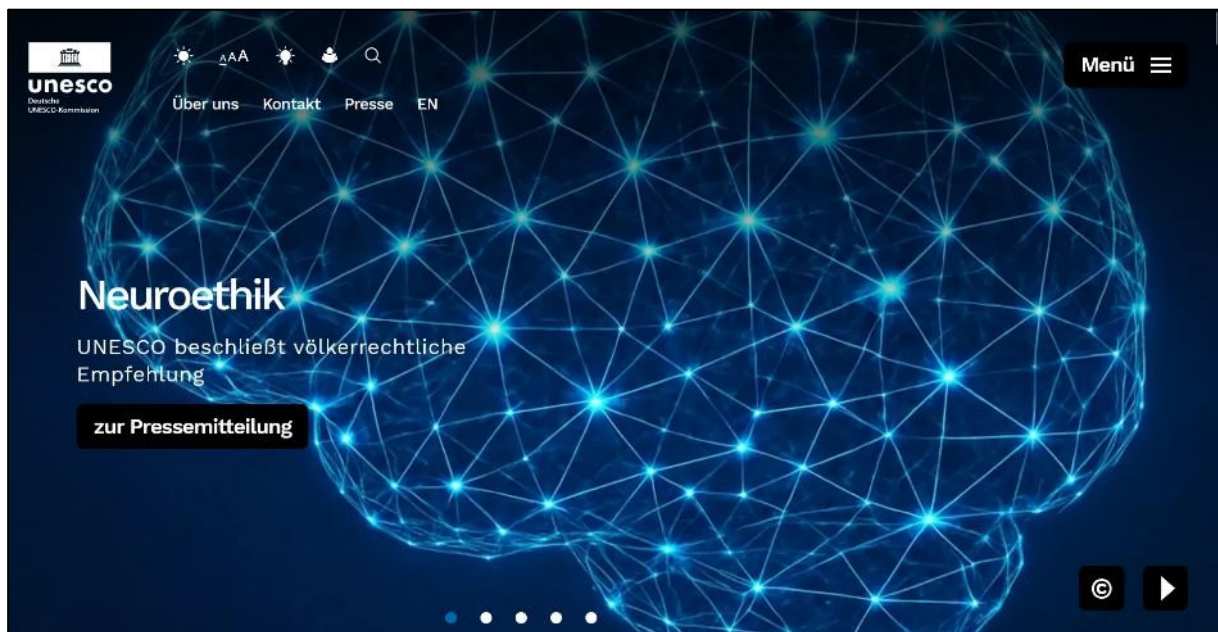 unesco
Deutsche
UNESCO-Kommission
AAA
Über uns Kontakt Presse EN
Menü
Neuroethik
UNESCO beschließt völkerrechtliche
Empfehlung
zur Pressemitteilung
©